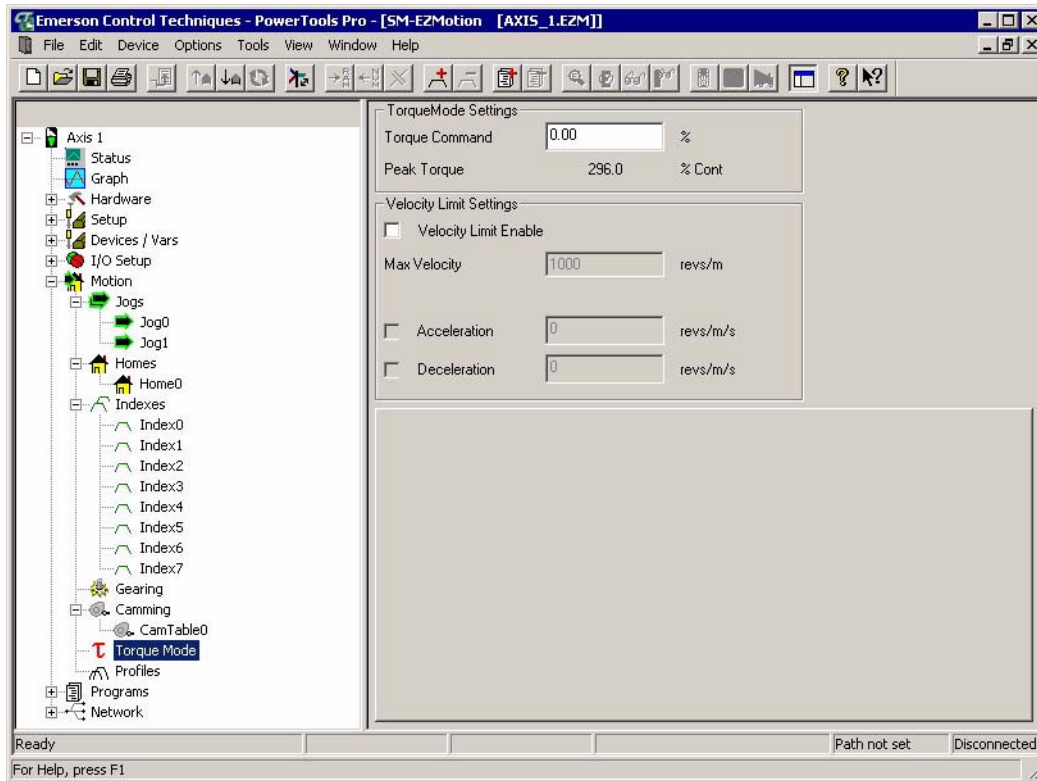 Emerson Control Techniques - PowerTools Pro - [SM-EZMotion [AXIS_1.EZM]]
File Edit Device Options Tools View Window Help
Axis 1
Status
Graph
Hardware
Setup
Devices / Vars
I/O Setup
Motion
Jogs
Jog0
Jog1
Homes
Home0
Indexes
Index0
Index1
Index2
Index3
Index4
Index5
Index6
Index7
Gearing
Camming
CamTable0
Torque Mode
Profiles
Programs
Network
TorqueMode Settings
Torque Command 0.00 %
Peak Torque 296.0 % Cont
Velocity Limit Settings
Velocity Limit Enable
Max Velocity 1000 revs/m
Acceleration 0 revs/m/s
Deceleration 0 revs/m/s
Ready Path not set Disconnected
For Help, press F1